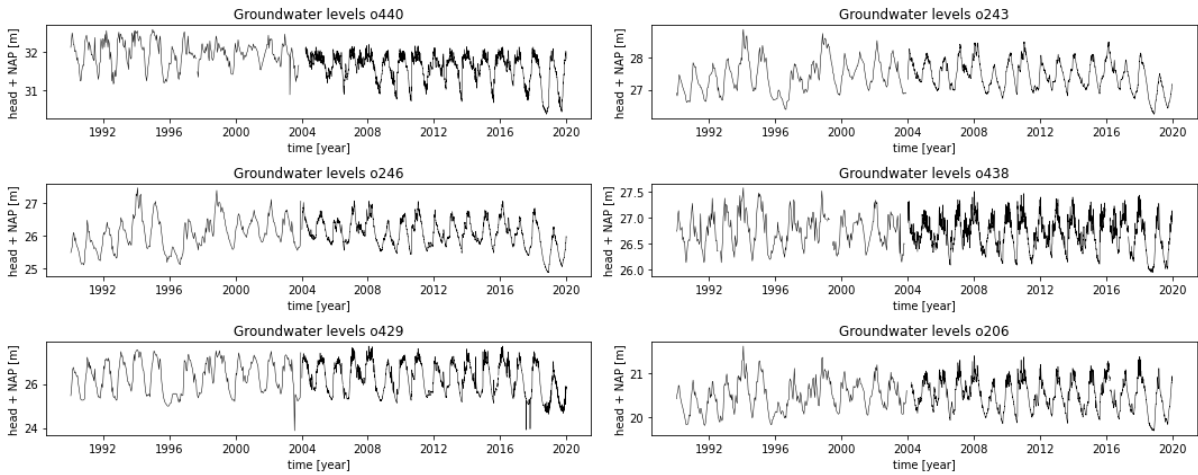 Groundwater levels o440
head + NAP [m]
32
31
1992 1996 2000 2004 2008 2012 2016 2020
time [year]
Groundwater levels o243
head + NAP [m]
28
27
1992 1996 2000 2004 2008 2012 2016 2020
time [year]
Groundwater levels o246
head + NAP [m]
27
26
25
1992 1996 2000 2004 2008 2012 2016 2020
time [year]
Groundwater levels o438
head + NAP [m]
27.5
27.0
26.5
26.0
1992 1996 2000 2004 2008 2012 2016 2020
time [year]
Groundwater levels o429
head + NAP [m]
26
24
1992 1996 2000 2004 2008 2012 2016 2020
time [year]
Groundwater levels o206
head + NAP [m]
21
20
1992 1996 2000 2004 2008 2012 2016 2020
time [year]